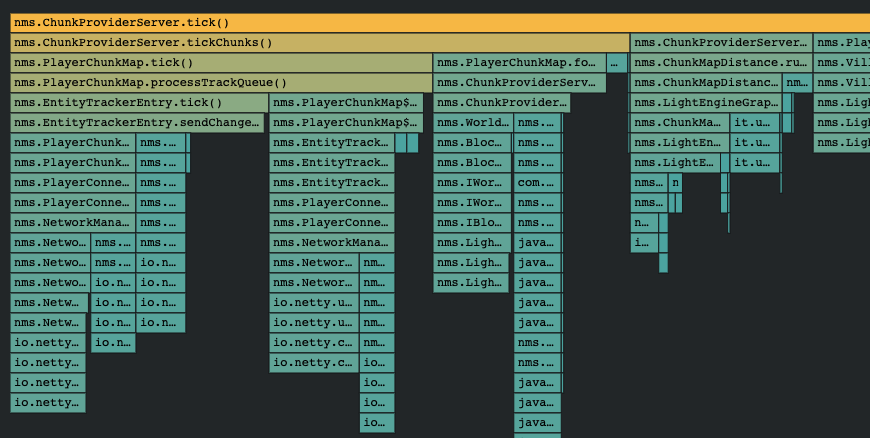 nms.ChunkProviderServer.tick()
nms.ChunkProviderServer.tickChunks() nms.ChunkProviderServer… nms.Play
nms.PlayerChunkMap.tick() nms.PlayerChunkMap.fo… … nms.ChunkMapDistance.ru… nms.Vil
nms.PlayerChunkMap.processTrackQueue() nms.ChunkProviderServ… nms.ChunkMapDistanc… nm… nms.Vil
nms.EntityTrackerEntry.tick() nms.PlayerChunkMap$… nms.ChunkProvider… nms.LightEngineGrap… nms.Lig
nms.EntityTrackerEntry.sendChange… nms.PlayerChunkMap$… nms.World… nms.… nms.ChunkMa… it.u… nms.Lig
nms.PlayerChunk… nms.… nms.EntityTrack… nms.Bloc… nms.… nms.LightEn… it.u… nms.Lig
nms.PlayerChunk… nms.… nms.EntityTrack… nms.Bloc… nms.… nms.LightE… it.u…
nms.PlayerConne… nms.… nms.EntityTrack… nms.IWor… com.… nms… n
nms.PlayerConne… nms.… nms.PlayerConne… nms.IWor… nms.… nms…
nms.NetworkMana… nms.… nms.PlayerConne… nms.IBlo… nms.… n…
nms.Netwo… nms.… nms.… nms.NetworkMana… nms.Ligh… java… i…
nms.Netwo… nms.… nms.… nms.Networ… nm… nms.Ligh… java…
nms.Netwo… io.n… io.n… nms.Networ… nm… nms.Ligh… java…
nms.Netw… io.n… io.n… io.netty.u… nm… java…
nms.Netw… io.n… io.n… io.netty.u… nm… java…
io.netty… io.n… io.netty.c… nm… nms.…
io.netty… io.netty.c… io… nms.…
io.netty… io… java…
io.netty… io… java…
io… java…